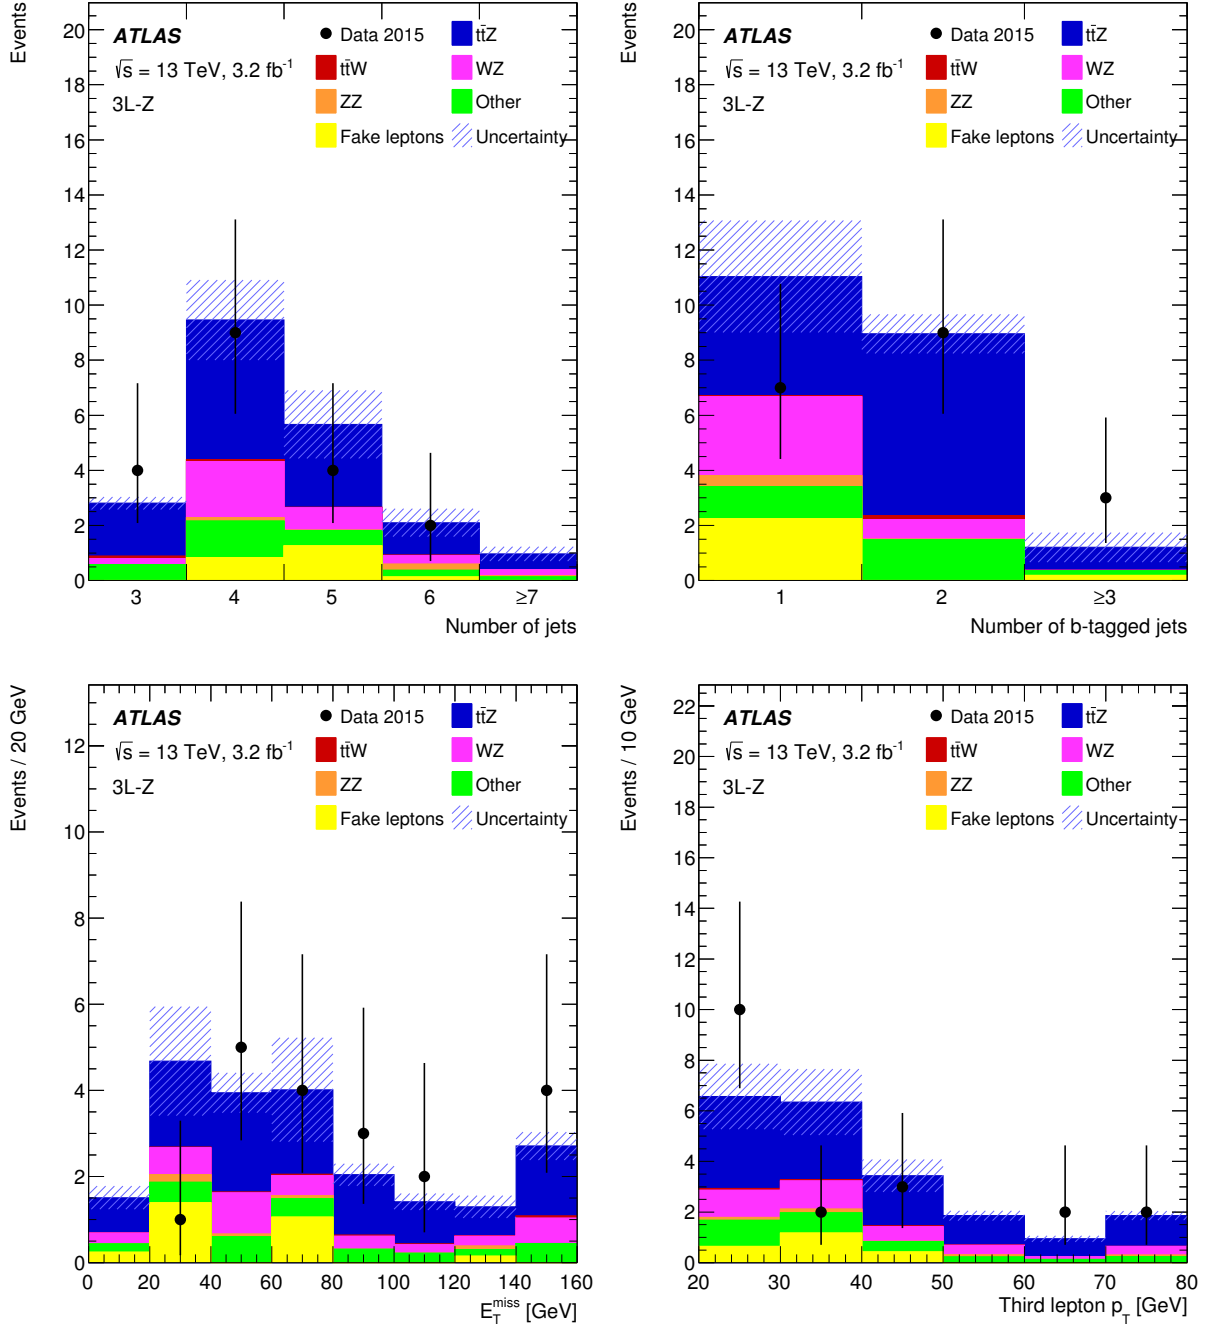 Events
20
18
16
14
12
10
8
6
4
2
0
ATLAS
√s = 13 TeV, 3.2 fb⁻¹
3L-Z
Data 2015
tt̄Z
tt̄W
WZ
ZZ
Other
Fake leptons
Uncertainty
3 4 5 6 ≥7
Number of jets
Events
20
18
16
14
12
10
8
6
4
2
0
ATLAS
√s = 13 TeV, 3.2 fb⁻¹
3L-Z
Data 2015
tt̄Z
tt̄W
WZ
ZZ
Other
Fake leptons
Uncertainty
1 2 ≥3
Number of b-tagged jets
Events / 20 GeV
12
10
8
6
4
2
0
ATLAS
√s = 13 TeV, 3.2 fb⁻¹
3L-Z
Data 2015
tt̄Z
tt̄W
WZ
ZZ
Other
Fake leptons
Uncertainty
0 20 40 60 80 100 120 140 160
E_T^miss [GeV]
Events / 10 GeV
22
20
18
16
14
12
10
8
6
4
2
0
ATLAS
√s = 13 TeV, 3.2 fb⁻¹
3L-Z
Data 2015
tt̄Z
tt̄W
WZ
ZZ
Other
Fake leptons
Uncertainty
20 30 40 50 60 70 80
Third lepton p_T [GeV]